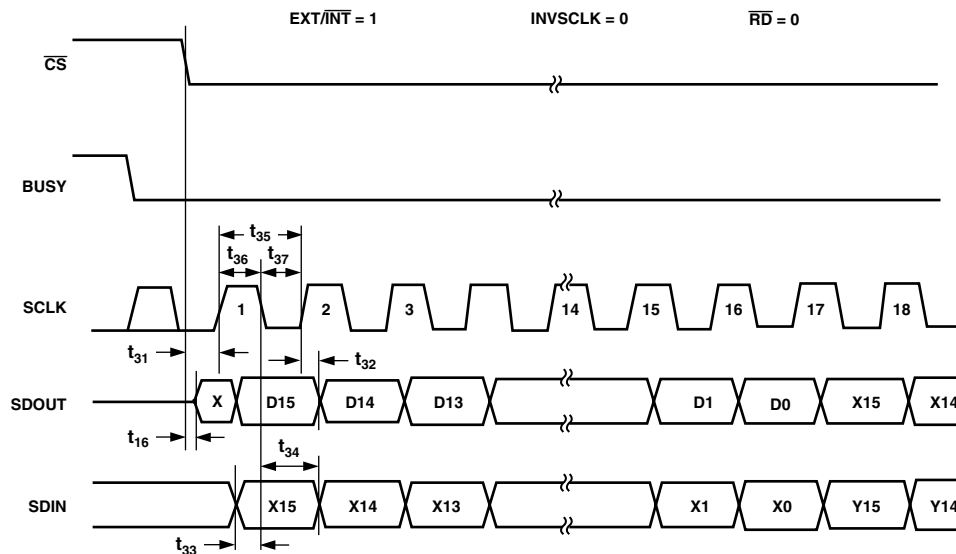 EXT/INT = 1 INVSCLK = 0 RD = 0
CS
BUSY
t35
t36 t37
SCLK 1 2 3 14 15 16 17 18
t31 t32
SDOUT X D15 D14 D13 D1 D0 X15 X14
t16 t34
SDIN X15 X14 X13 X1 X0 Y15 Y14
t33